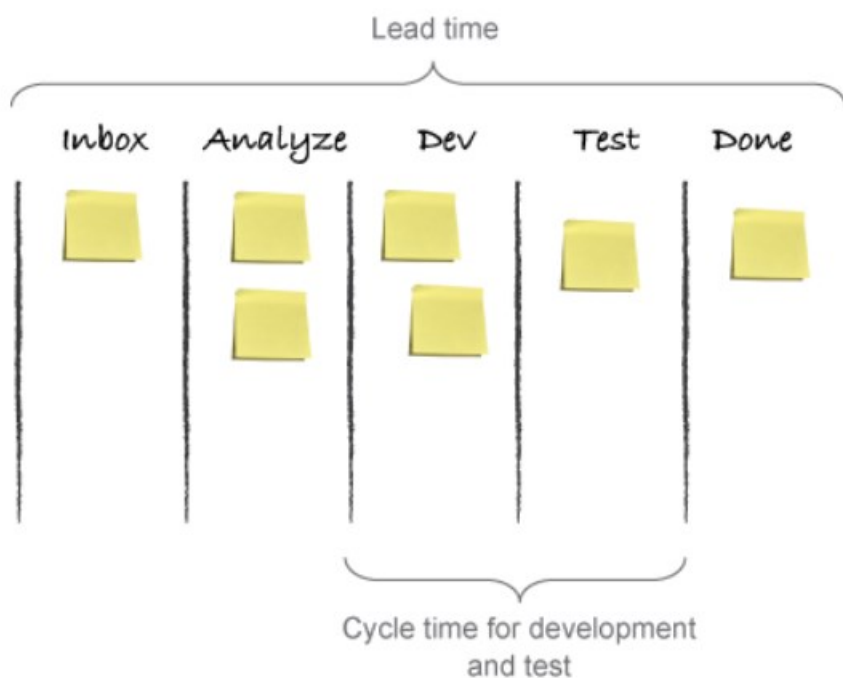 Lead time
Inbox Analyze Dev Test Done
Cycle time for development
and test